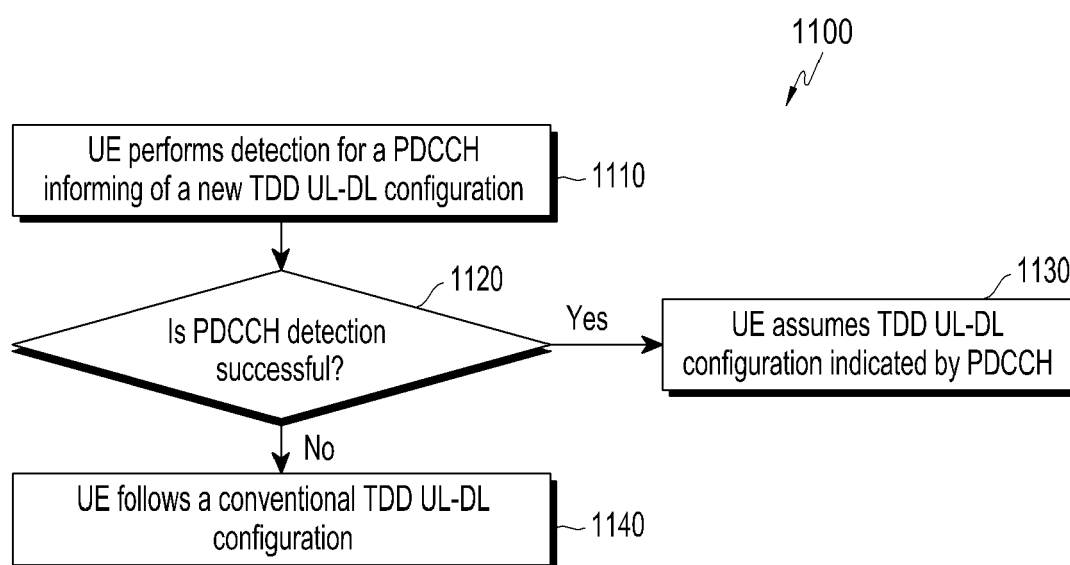 1100
UE performs detection for a PDCCH
informing of a new TDD UL-DL configuration
1110
1120
Is PDCCH detection
successful?
Yes
1130
UE assumes TDD UL-DL
configuration indicated by PDCCH
No
UE follows a conventional TDD UL-DL
configuration
1140